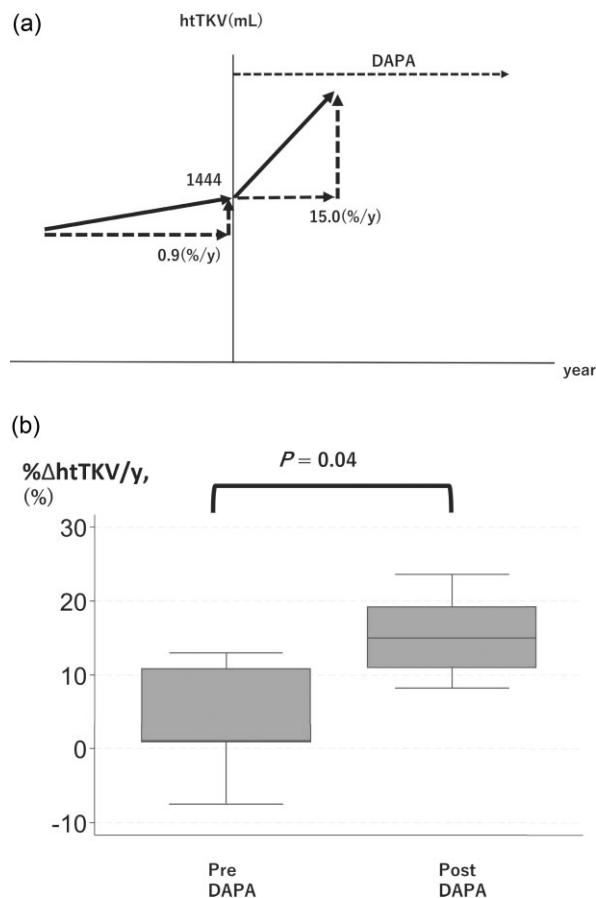 (a)
htTKV(mL)
DAPA
1444
0.9(%/y)
15.0(%/y)
year
(b)
%ΔhtTKV/y,
(%)
P = 0.04
30
20
10
0
-10
Pre
DAPA
Post
DAPA